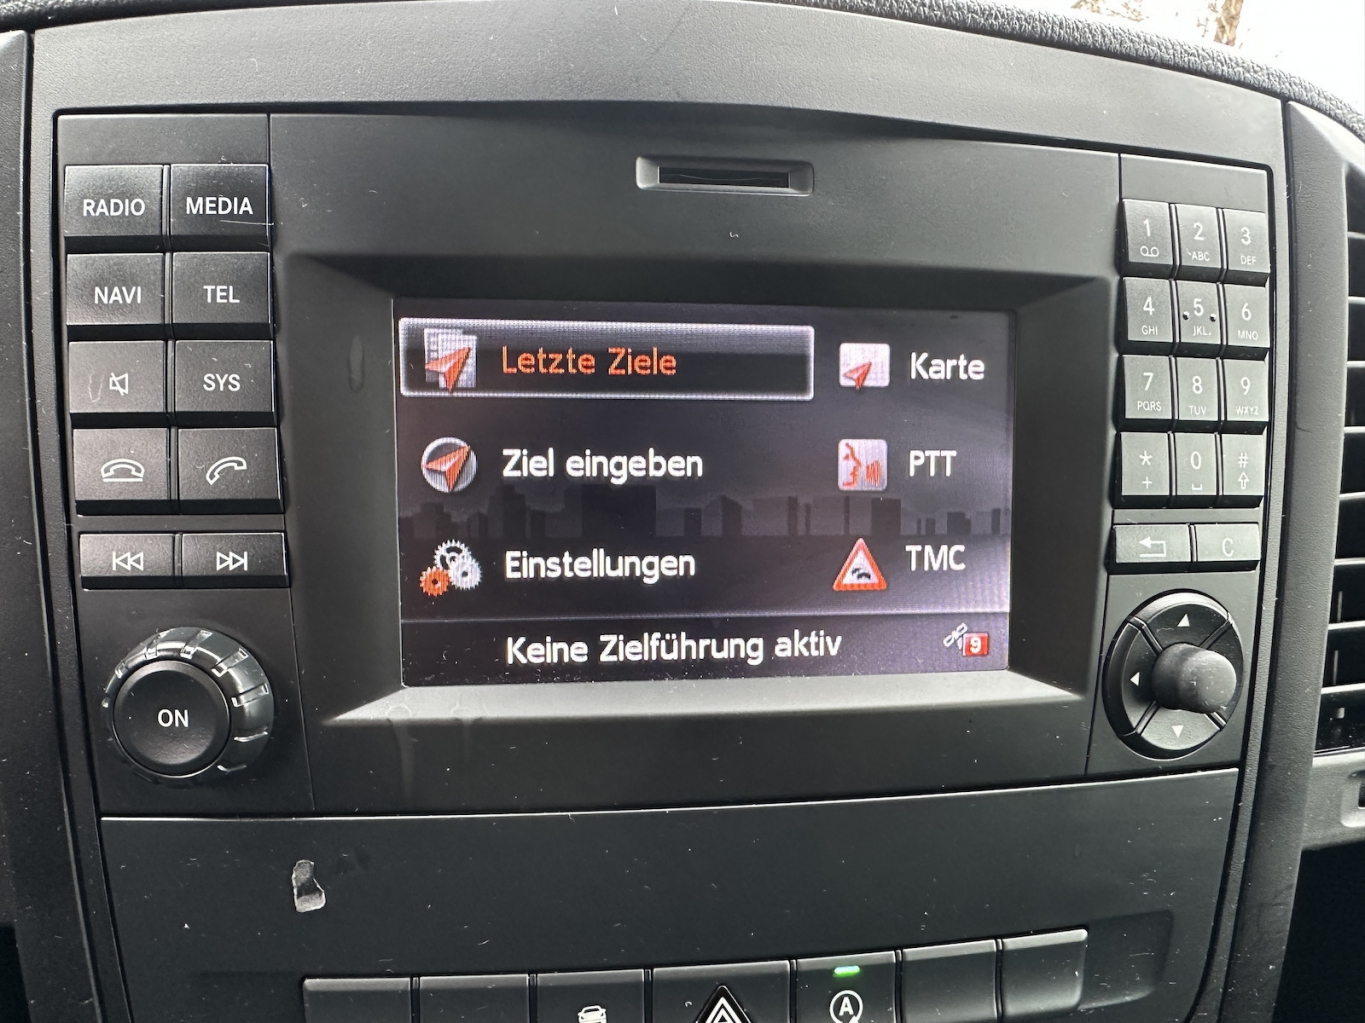 RADIO MEDIA
NAVI TEL
SYS
ON
Letzte Ziele Karte
Ziel eingeben PTT
Einstellungen TMC
Keine Zielführung aktiv 9
1 2 3
ABC DEF
4 5 6
GHI JKL MNO
7 8 9
PQRS TUV WXYZ
* 0 #
+
C
A